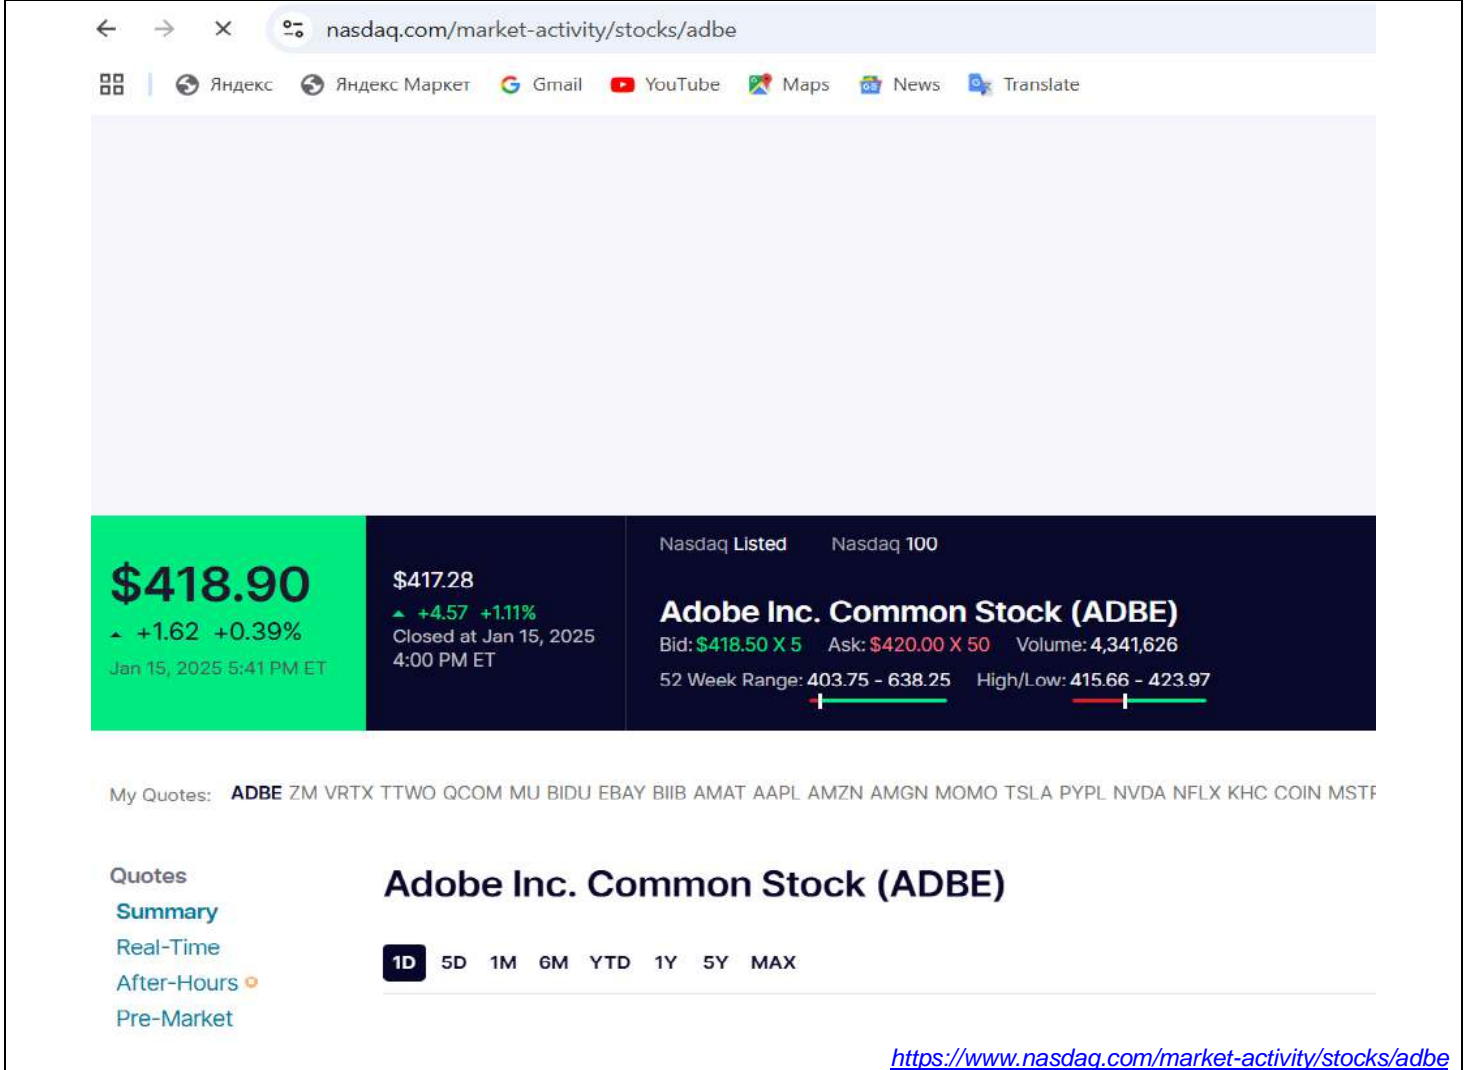 nasdaq.com/market-activity/stocks/adbe
Яндекс Яндекс Маркет Gmail YouTube Maps News Translate
Nasdaq Listed Nasdaq 100
$418.90
+1.62 +0.39%
Jan 15, 2025 5:41 PM ET
$417.28
+4.57 +1.11%
Closed at Jan 15, 2025
4:00 PM ET
Adobe Inc. Common Stock (ADBE)
Bid: $418.50 X 5 Ask: $420.00 X 50 Volume: 4,341,626
52 Week Range: 403.75 - 638.25 High/Low: 415.66 - 423.97
My Quotes: ADBE ZM VRTX TTWO QCOM MU BIDU EBAY BIIB AMAT AAPL AMZN AMGN MOMO TSLA PYPL NVDA NFLX KHC COIN
Quotes
Summary
Real-Time
After-Hours
Pre-Market
Adobe Inc. Common Stock (ADBE)
1D 5D 1M 6M YTD 1Y 5Y MAX
https://www.nasdaq.com/market-activity/stocks/adbe